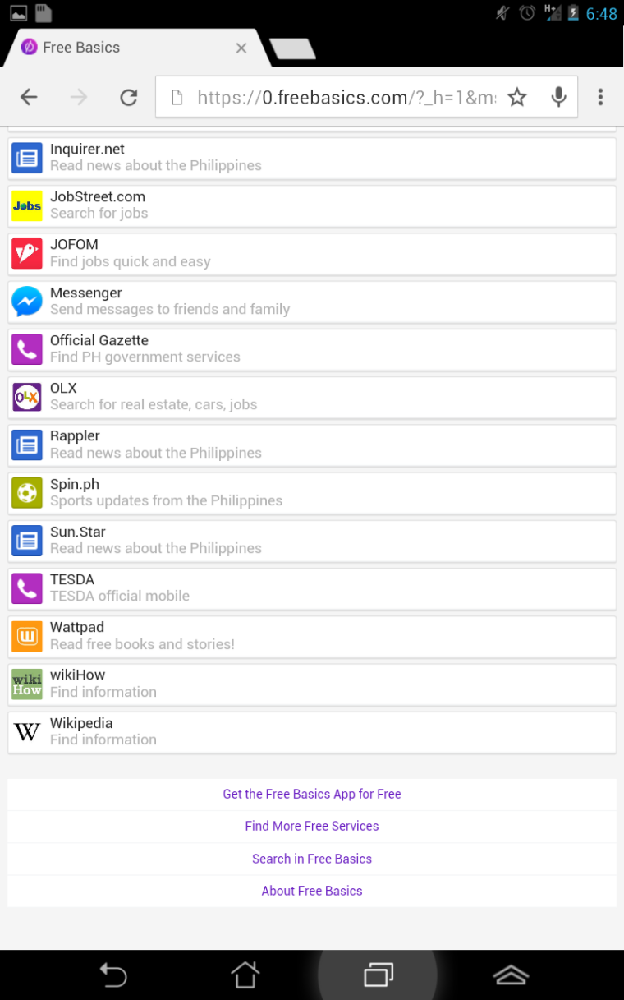 H+ 6:48
Free Basics
https://0.freebasics.com/?_h=1&ms
Inquirer.net
Read news about the Philippines
Jobs
JobStreet.com
Search for jobs
JOFOM
Find jobs quick and easy
Messenger
Send messages to friends and family
Official Gazette
Find PH government services
OLX
OLX
Search for real estate, cars, jobs
Rappler
Read news about the Philippines
Spin.ph
Sports updates from the Philippines
Sun.Star
Read news about the Philippines
TESDA
TESDA official mobile
W
Wattpad
Read free books and stories!
wiki
How
wikiHow
Find information
W
Wikipedia
Find information
Get the Free Basics App for Free
Find More Free Services
Search in Free Basics
About Free Basics